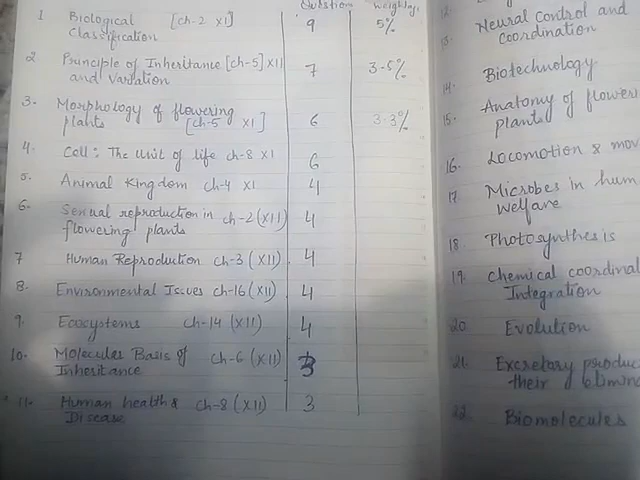 Question Weightag
1 Biological [ch-2 XI] 9 5%
Classification
2 Principle of Inheritance [ch-5] XII 7 3.5%
and Variation
3. Morphology of flowering 6 3.3%
plants [ch-5 XI]
4. Cell: The unit of life ch-8 XI 6
5. Animal Kingdom ch-4 XI 4
6. Sexual reproduction in ch-2 (XII) 4
flowering plants
7 Human Reproduction ch-3 (XII) 4
8. Environmental Issues ch-16 (XII) 4
9. Ecosystems ch-14 (XII) 4
10. Molecular Basis of ch-6 (XII) 3
Inheritance
11. Human health & ch-8 (XII) 3
Disease
12.
13. Neural control and
coordination
14. Biotechnology
15. Anatomy of floweri
plants
16. Locomotion & mov
17. Microbes in hum
welfare
18. Photosynthesis
19. Chemical coordinat
Integration
20 Evolution
21. Excretory produc
their elimina
22. Biomolecules